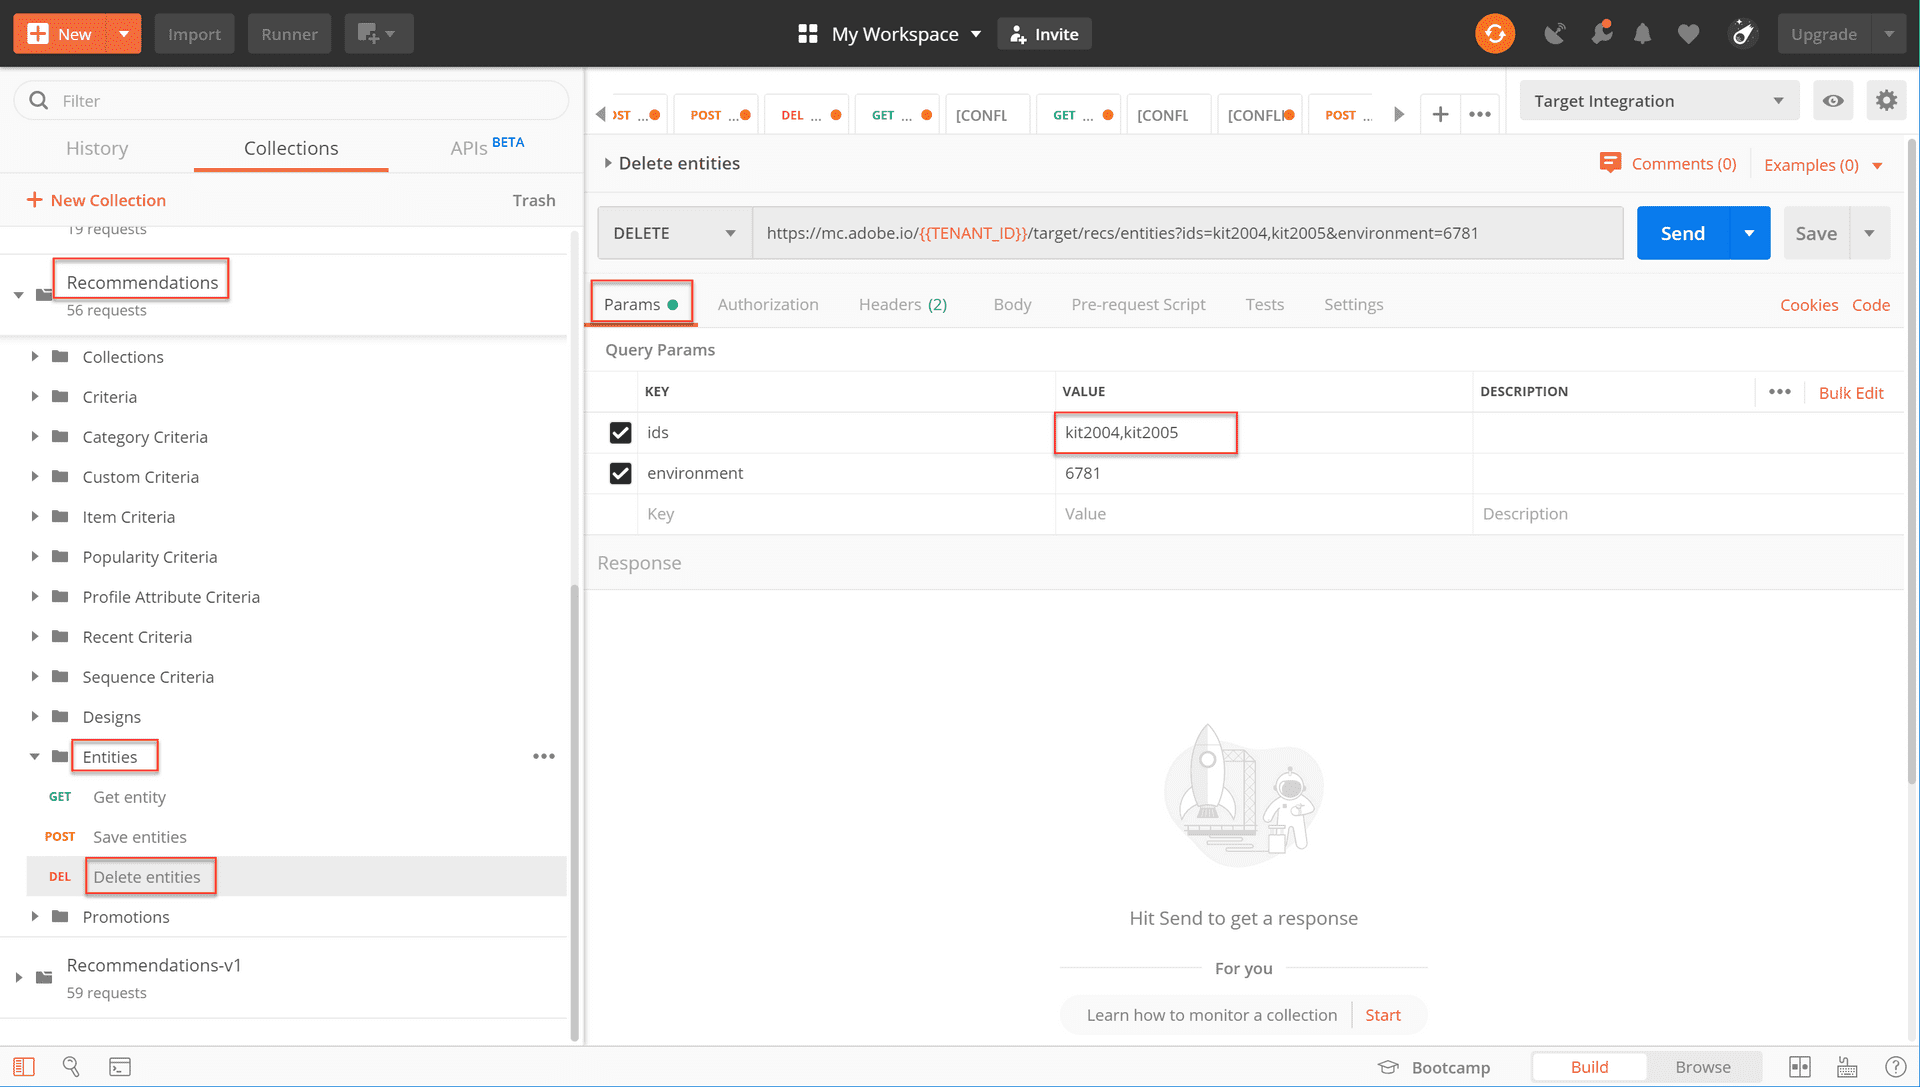 New
Import
Runner
My Workspace
Invite
Upgrade
Filter
History
Collections
APIs BETA
New Collection
Trash
19 requests
Recommendations
56 requests
Collections
Criteria
Category Criteria
Custom Criteria
Item Criteria
Popularity Criteria
Profile Attribute Criteria
Recent Criteria
Sequence Criteria
Designs
Entities
GET Get entity
POST Save entities
DEL Delete entities
Promotions
Recommendations-v1
59 requests
OST ...
POST ...
DEL ...
GET ...
[CONFL
GET ...
[CONFL
[CONFLI
POST ...
Target Integration
Delete entities
Comments (0)
Examples (0)
DELETE
https://mc.adobe.io/{{TENANT_ID}}/target/recs/entities?ids=kit2004,kit2005&environment=6781
Send
Save
Params
Authorization
Headers (2)
Body
Pre-request Script
Tests
Settings
Cookies
Code
Query Params
KEY VALUE DESCRIPTION
Bulk Edit
ids kit2004,kit2005
environment 6781
Key Value Description
Response
Hit Send to get a response
For you
Learn how to monitor a collection Start
Bootcamp
Build
Browse